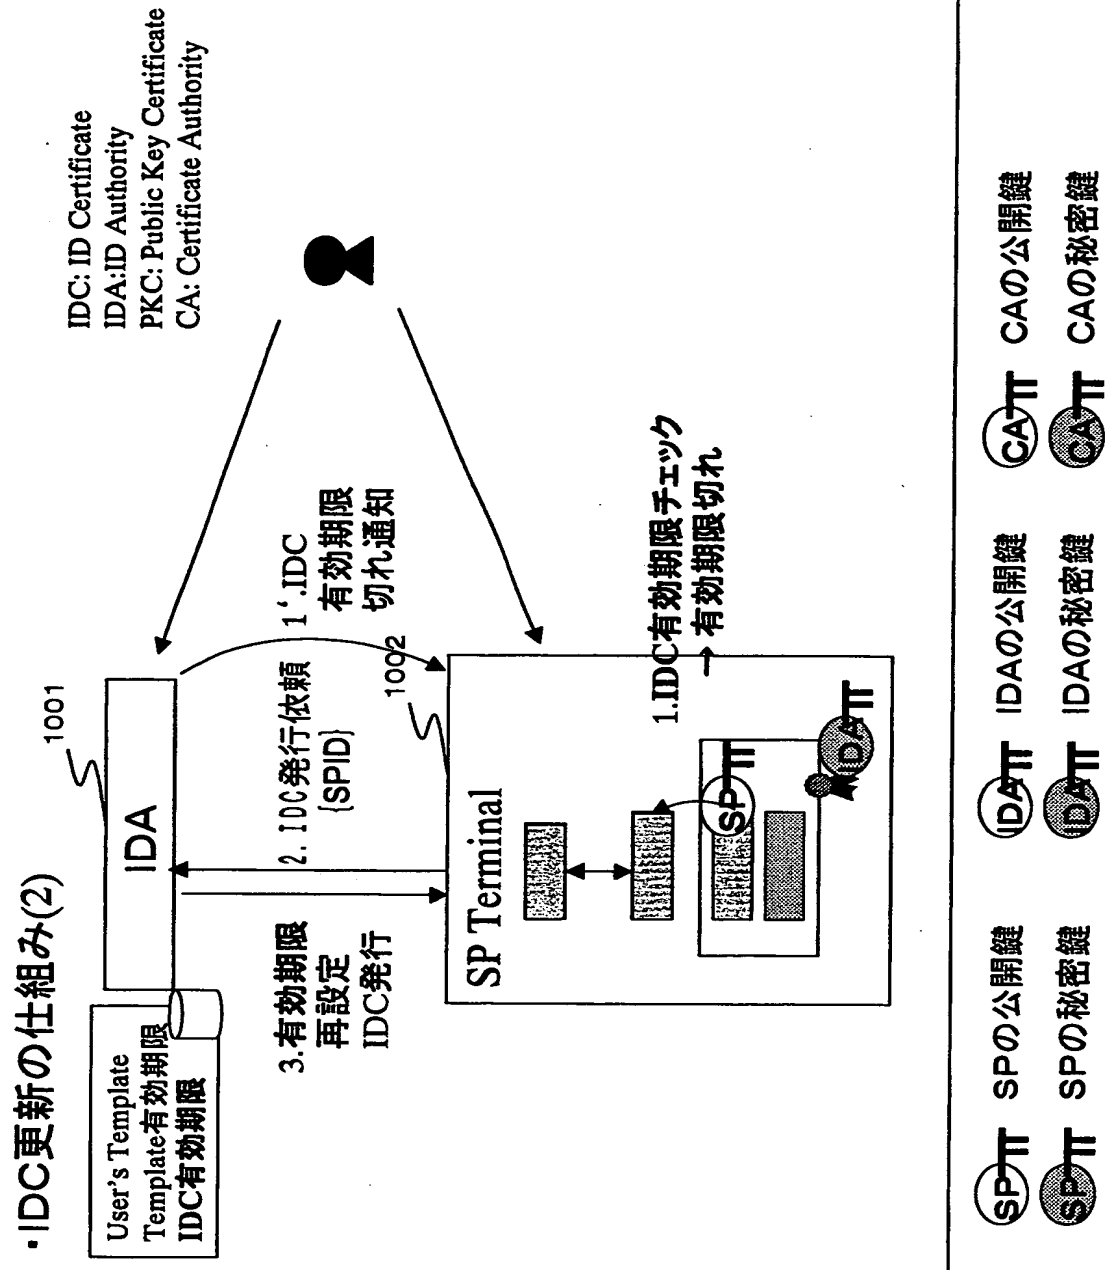 ・IDC更新の仕組み(2)
IDC: ID Certificate
IDA:ID Authority
PKC: Public Key Certificate
CA: Certificate Authority
User's Template
Template有効期限
IDC有効期限
IDA
1001
3.有効期限
再設定
IDC発行
2.IDC発行依頼
{SPID}
1'.IDC
有効期限
切れ通知
1002
SP Terminal
1.IDC有効期限チェック
→有効期限切れ
SP
IDA
SP SPの公開鍵
IDA IDAの公開鍵
CA CAの公開鍵
SP SPの秘密鍵
IDA IDAの秘密鍵
CA CAの秘密鍵